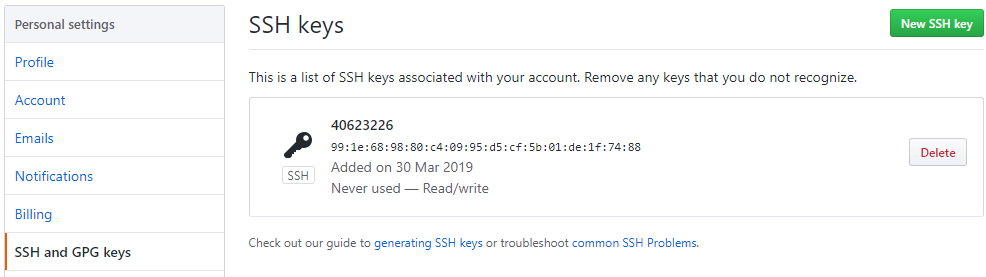 Personal settings
Profile
Account
Emails
Notifications
Billing
SSH and GPG keys
SSH keys
New SSH key
This is a list of SSH keys associated with your account. Remove any keys that you do not recognize.
40623226
99:1e:68:98:80:c4:09:95:d5:cf:5b:01:de:1f:74:88
SSH
Added on 30 Mar 2019
Never used — Read/write
Delete
Check out our guide to generating SSH keys or troubleshoot common SSH Problems.